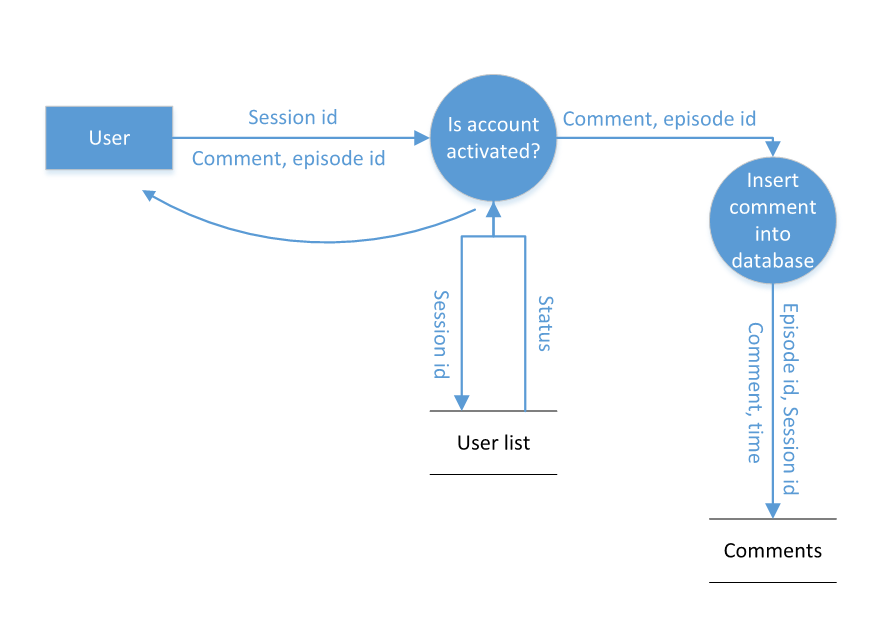 User
Session id
Comment, episode id
Is account
activated?
Comment, episode id
Insert
comment
into
database
Session id
Status
User list
Episode id, Session id
Comment, time
Comments